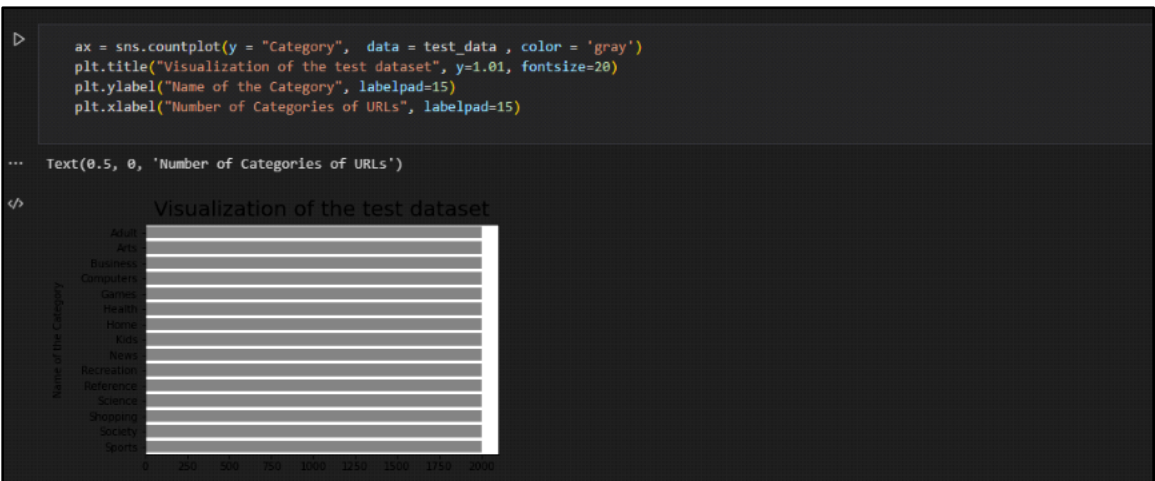 ax = sns.countplot(y = "Category",  data = test_data , color = 'gray')
plt.title("Visualization of the test dataset", y=1.01, fontsize=20)
plt.ylabel("Name of the Category", labelpad=15)
plt.xlabel("Number of Categories of URLs", labelpad=15)
... Text(0.5, 0, 'Number of Categories of URLs')
</>
Visualization of the test dataset
Name of the Category
Adult
Arts
Business
Computers
Games
Health
Home
Kids
News
Recreation
Reference
Science
Shopping
Society
Sports
0 250 500 750 1000 1250 1500 1750 2000